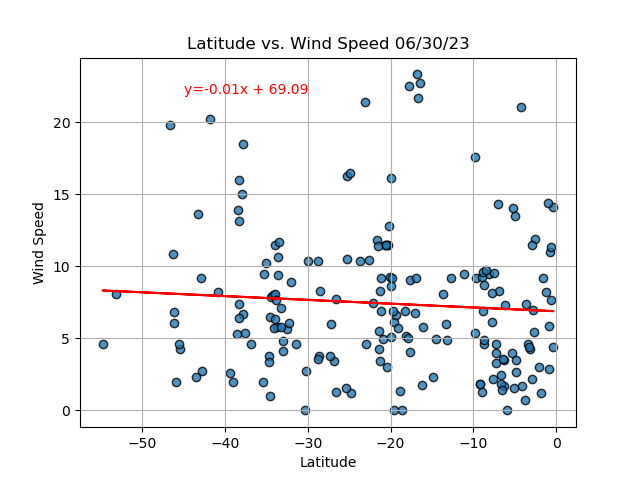 Latitude vs. Wind Speed 06/30/23
y=-0.01x + 69.09
20
15
10
5
0
Wind Speed
−50 −40 −30 −20 −10 0
Latitude